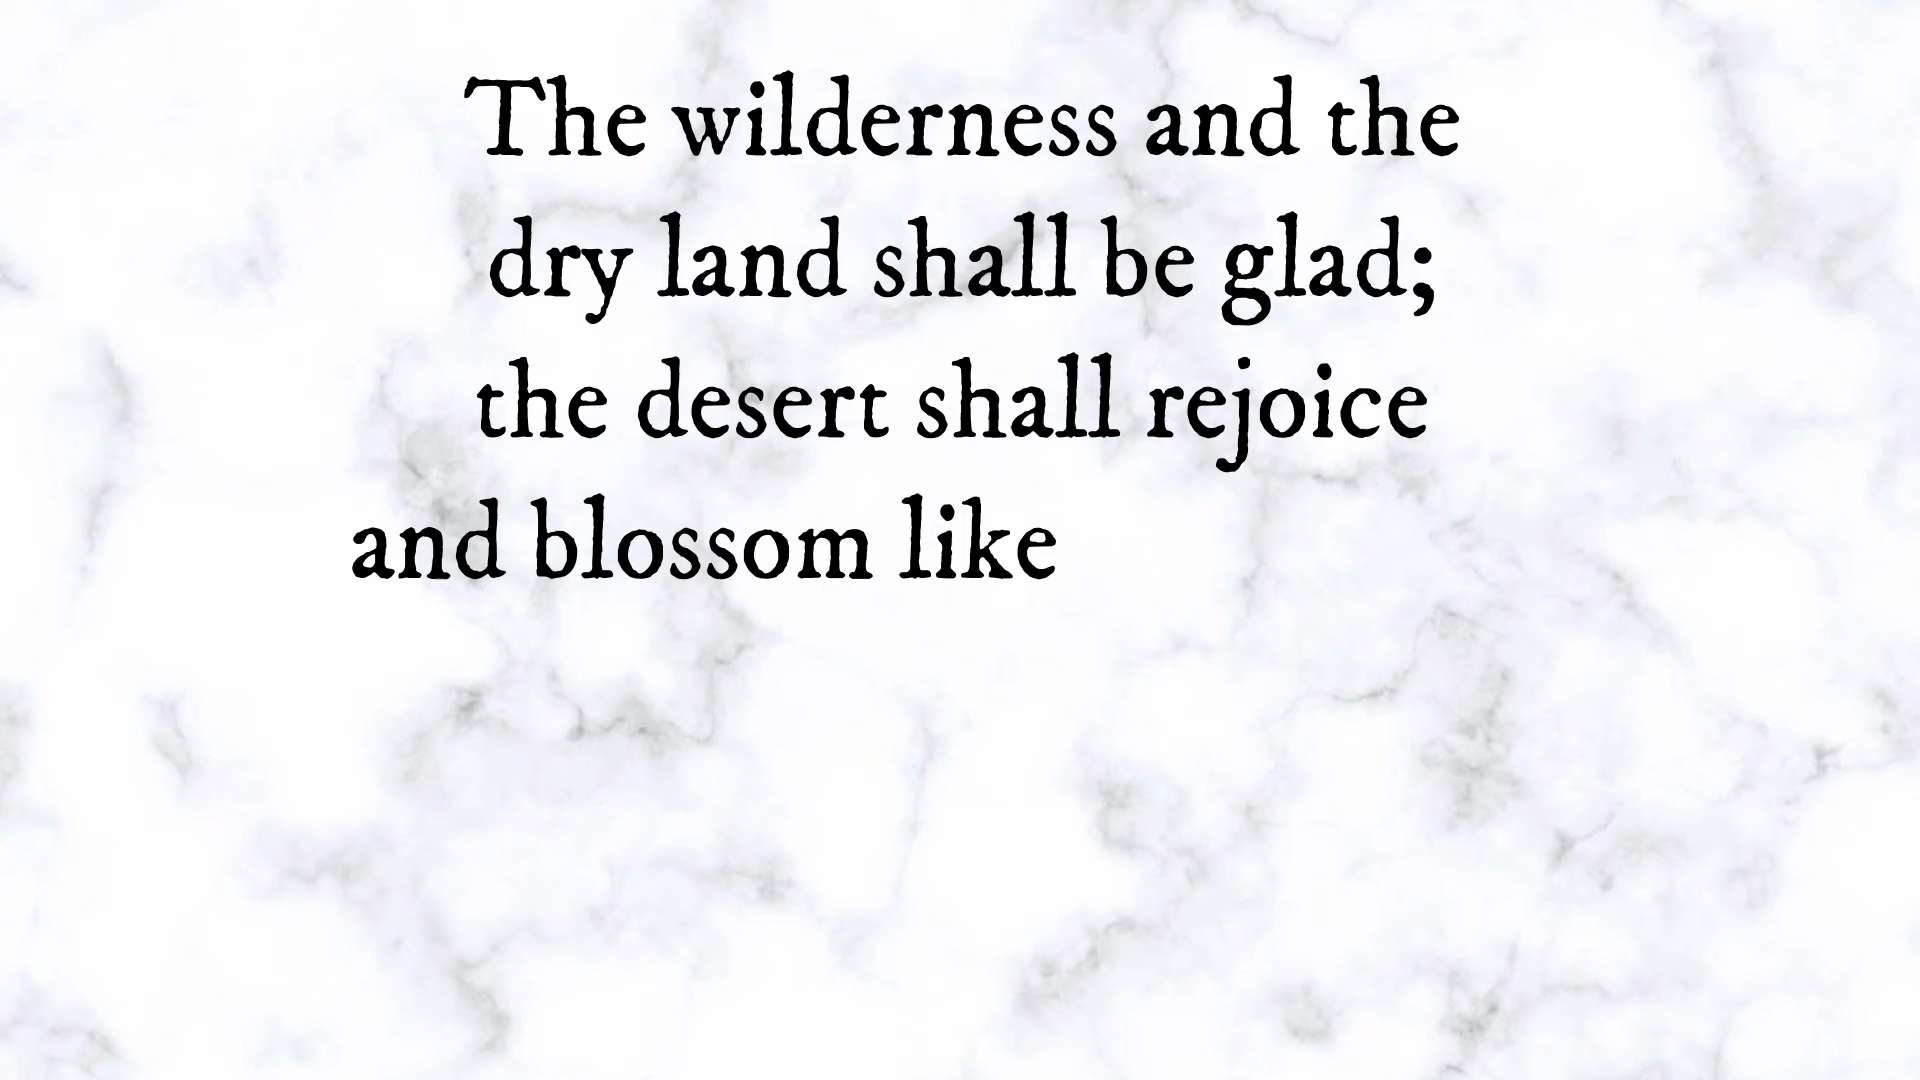 The wilderness and the
dry land shall be glad;
the desert shall rejoice
and blossom like